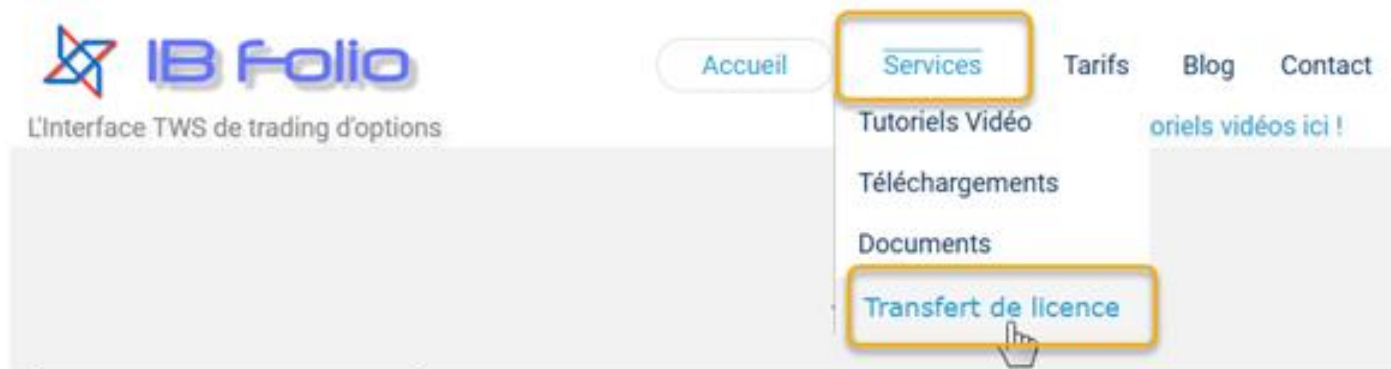 IB Folio
Accueil Services Tarifs Blog Contact
L'Interface TWS de trading d'options
Tutoriels Vidéo
oriels vidéos ici !
Téléchargements
Documents
Transfert de licence